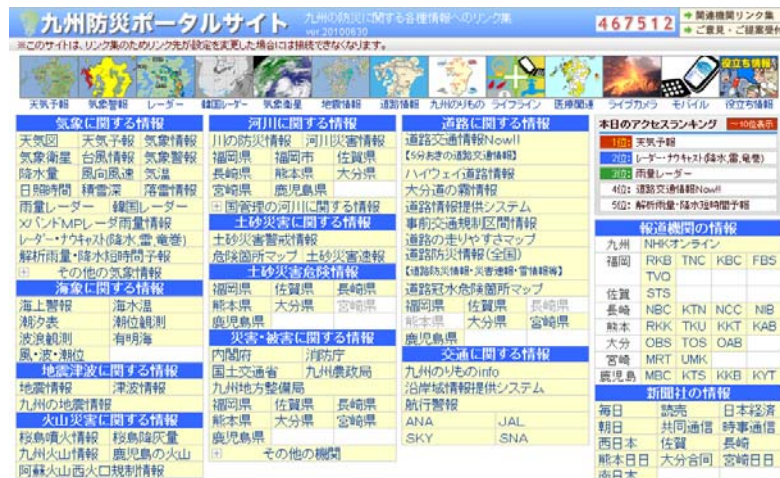 九州防災ポータルサイト
九州の防災に関する各種情報へのリンク集
ver.20100630
467512
関連機関リンク集
ご意見・ご提案受付
※このサイトは、リンク集のためリンク先が設定を変更した場合には接続できなくなります。
天気予報 気象警報 レーダー 韓国レーダー 気象衛星 地震情報 道路情報 九州のりもの ライフライン 医療関連 ライブカメラ モバイル 役立ち情報
役立ち情報!
気象に関する情報
天気図 天気予報 気象情報
気象衛星 台風情報 気象警報
降水量 風向風速 気温
日照時間 積雪深 落雷情報
雨量レーダー 韓国レーダー
XバンドMPレーダ雨量情報
レーダー・ナウキャスト(降水,雷,竜巻)
解析雨量・降水短時間予報
その他の気象情報
海象に関する情報
海上警報 海水温
潮汐表 潮位観測
波浪観測 有明海
風・波・潮位
地震津波に関する情報
地震情報 津波情報
九州の地震情報
火山災害に関する情報
桜島噴火情報 桜島降灰量
九州火山情報 鹿児島の火山
阿蘇火山西火口規制情報
河川に関する情報
川の防災情報 河川災害情報
福岡県 福岡市 佐賀県
長崎県 熊本県 大分県
宮崎県 鹿児島県
国管理の河川に関する情報
土砂災害に関する情報
土砂災害警戒情報
危険箇所マップ 土砂災害速報
土砂災害危険情報
福岡県 佐賀県 長崎県
熊本県 大分県 宮崎県
鹿児島県
災害・被害に関する情報
内閣府 消防庁
国土交通省 九州農政局
九州地方整備局
福岡県 佐賀県 長崎県
熊本県 大分県 宮崎県
鹿児島県
その他の機関
道路に関する情報
道路交通情報Now!!
【5分おきの道路交通情報】
ハイウェイ道路情報
大分道の霧情報
道路情報提供システム
事前交通規制区間情報
道路の走りやすさマップ
道路防災情報(全国)
【道路防災情報・災害速報・雪情報等】
道路冠水危険箇所マップ
福岡県 佐賀県 長崎県
熊本県 大分県 宮崎県
鹿児島県
交通に関する情報
九州のりものinfo
沿岸域情報提供システム
航行警報
ANA JAL
SKY SNA
本日のアクセスランキング ～10位表示
1位: 天気予報
2位: レーダー・ナウキャスト(降水,雷,竜巻)
3位: 雨量レーダー
4位: 道路交通情報Now!!
5位: 解析雨量・降水短時間予報
報道機関の情報
九州 NHKオンライン
福岡 RKB TNC KBC FBS
TVQ
佐賀 STS
長崎 NBC KTN NCC NIB
熊本 RKK TKU KKT KAB
大分 OBS TOS OAB
宮崎 MRT UMK
鹿児島 MBC KTS KKB KYT
新聞社の情報
毎日 読売 日本経済
朝日 共同通信 時事通信
西日本 佐賀 長崎
熊本日日 大分合同 宮崎日日
南日本